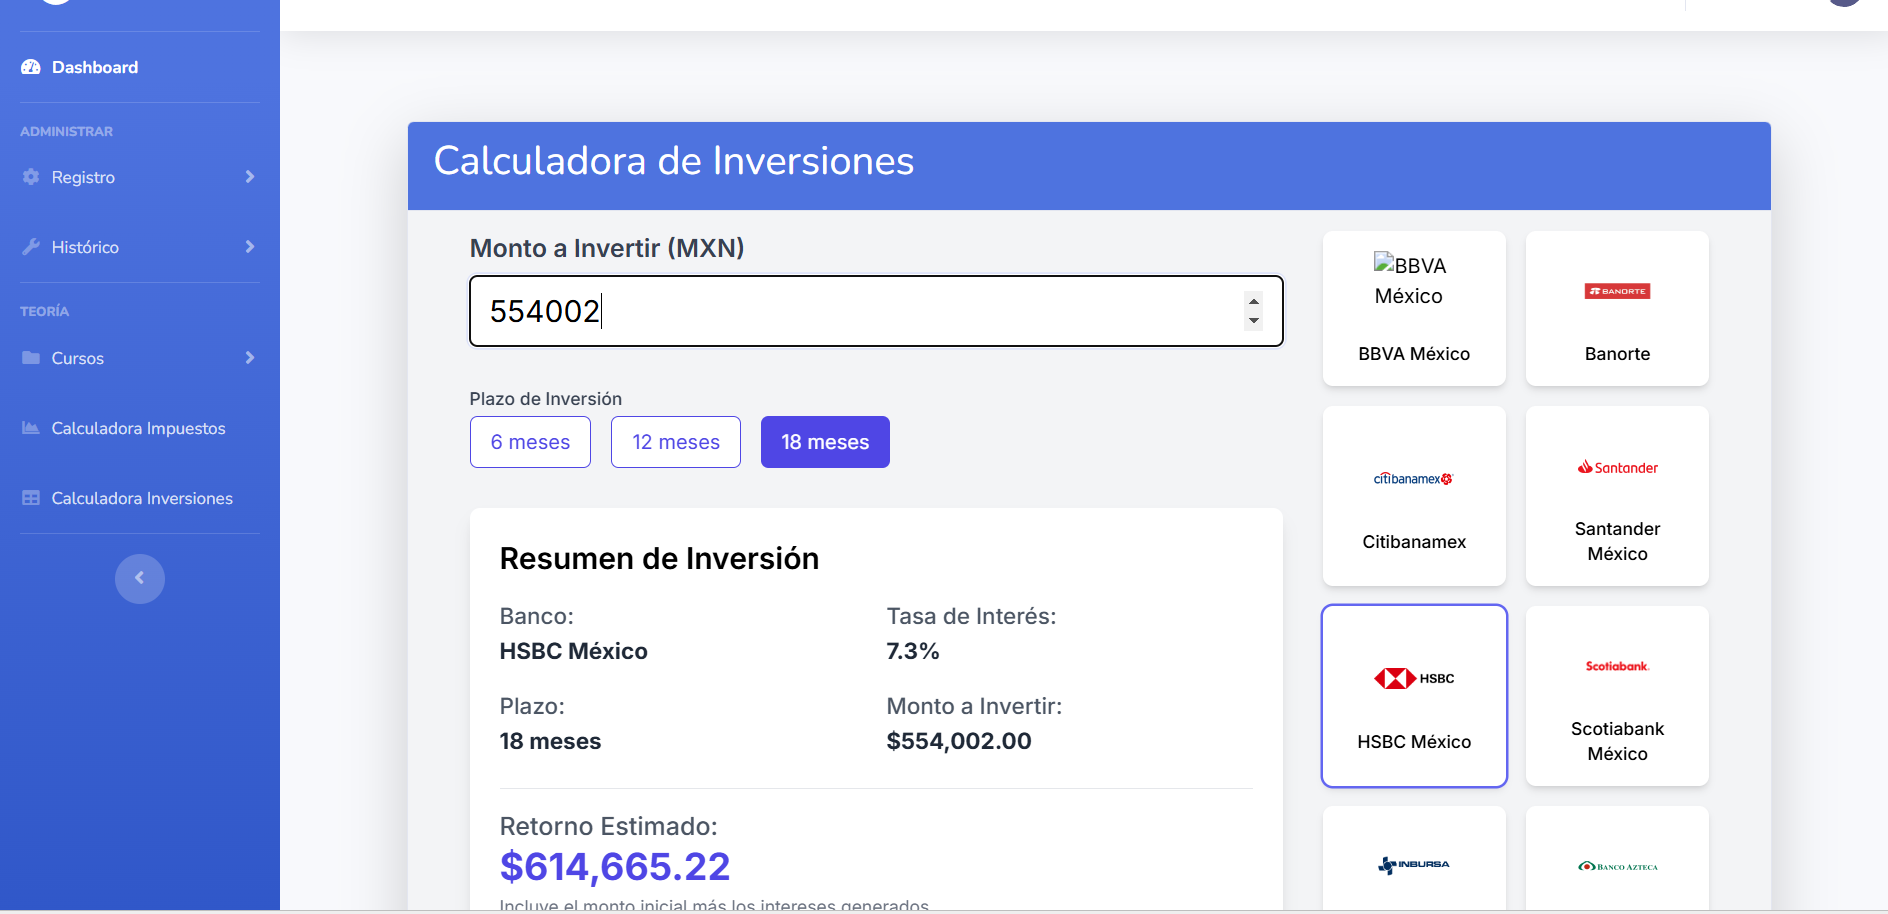 Dashboard
ADMINISTRAR
Registro
Histórico
TEORÍA
Cursos
Calculadora Impuestos
Calculadora Inversiones
Calculadora de Inversiones
Monto a Invertir (MXN)
554002
Plazo de Inversión
6 meses
12 meses
18 meses
Resumen de Inversión
Banco:
HSBC México
Tasa de Interés:
7.3%
Plazo:
18 meses
Monto a Invertir:
$554,002.00
Retorno Estimado:
$614,665.22
Incluye el monto inicial más los intereses generados
BBVA
México
BBVA México
BANORTE
Banorte
citibanamex
Citibanamex
Santander
Santander
México
HSBC
HSBC México
Scotiabank
Scotiabank
México
INBURSA
BANCO AZTECA